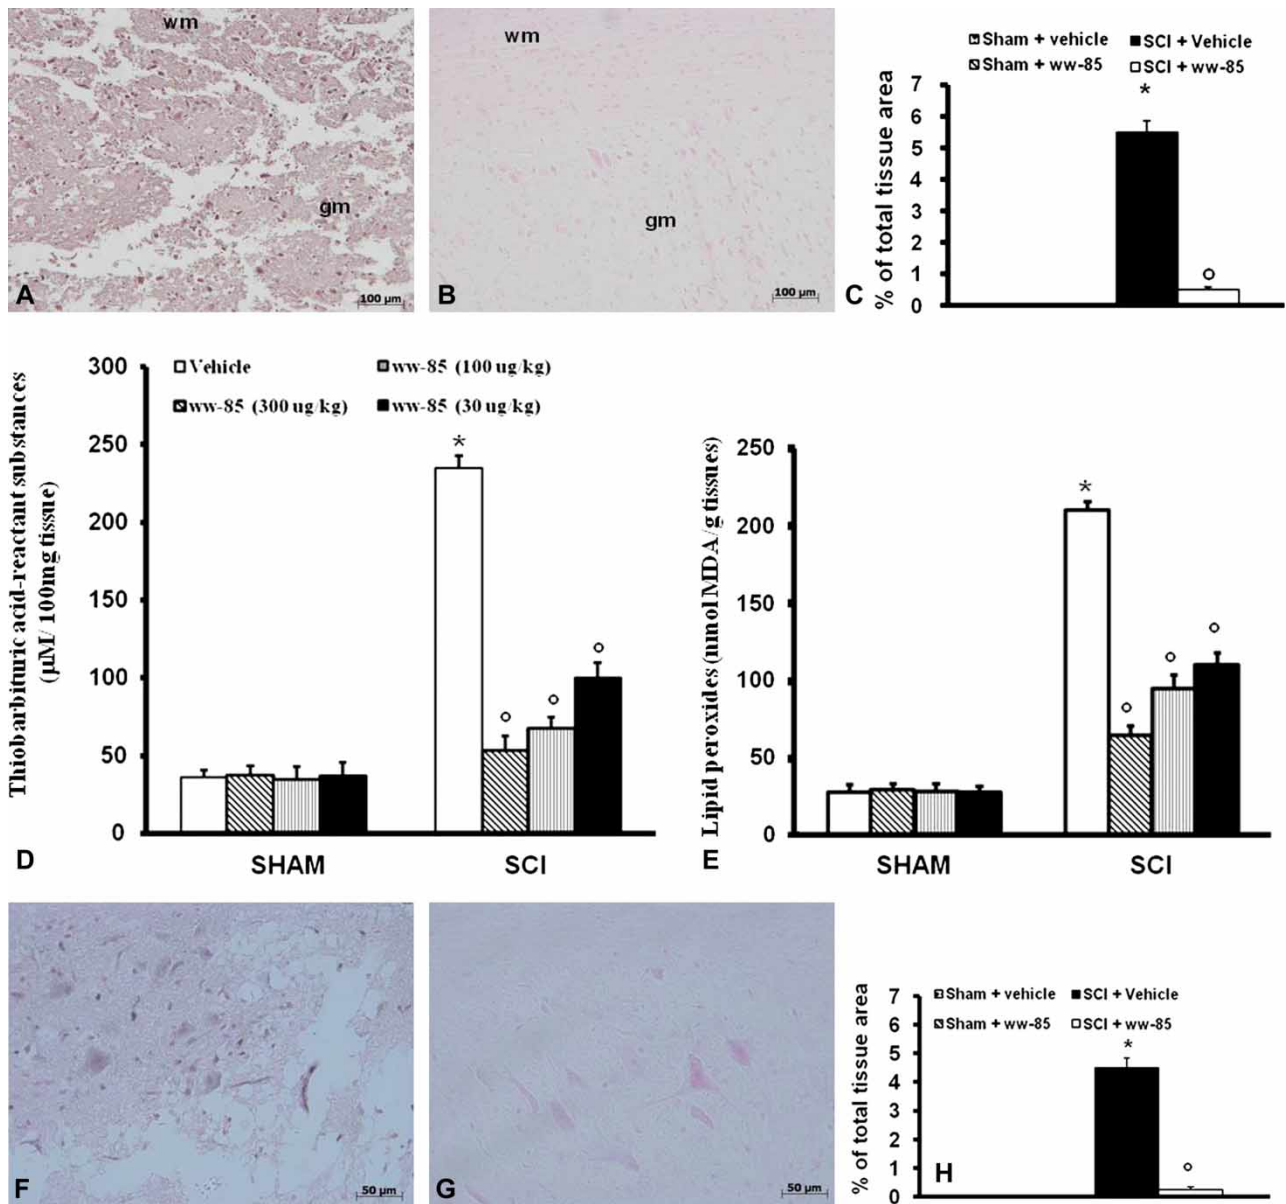 wm
gm
A
100 µm
wm
gm
B
100 µm
Sham + vehicle SCI + Vehicle
Sham + ww-85 SCI + ww-85
% of total tissue area
7
6
5
4
3
2
1
0
*
C
Thiobarbituric acid-reactant substances
(µM/ 100mg tissue)
300
250
200
150
100
50
0
Vehicle ww-85 (100 ug/kg)
ww-85 (300 ug/kg) ww-85 (30 ug/kg)
*
SHAM SCI
D
Lipid peroxides (nmol MDA/g tissues)
250
200
150
100
50
0
*
SHAM SCI
E
F
50 µm
G
50 µm
Sham + vehicle SCI + Vehicle
Sham + ww-85 SCI + ww-85
% of total tissue area
7
6
5
4
3
2
1
0
*
H